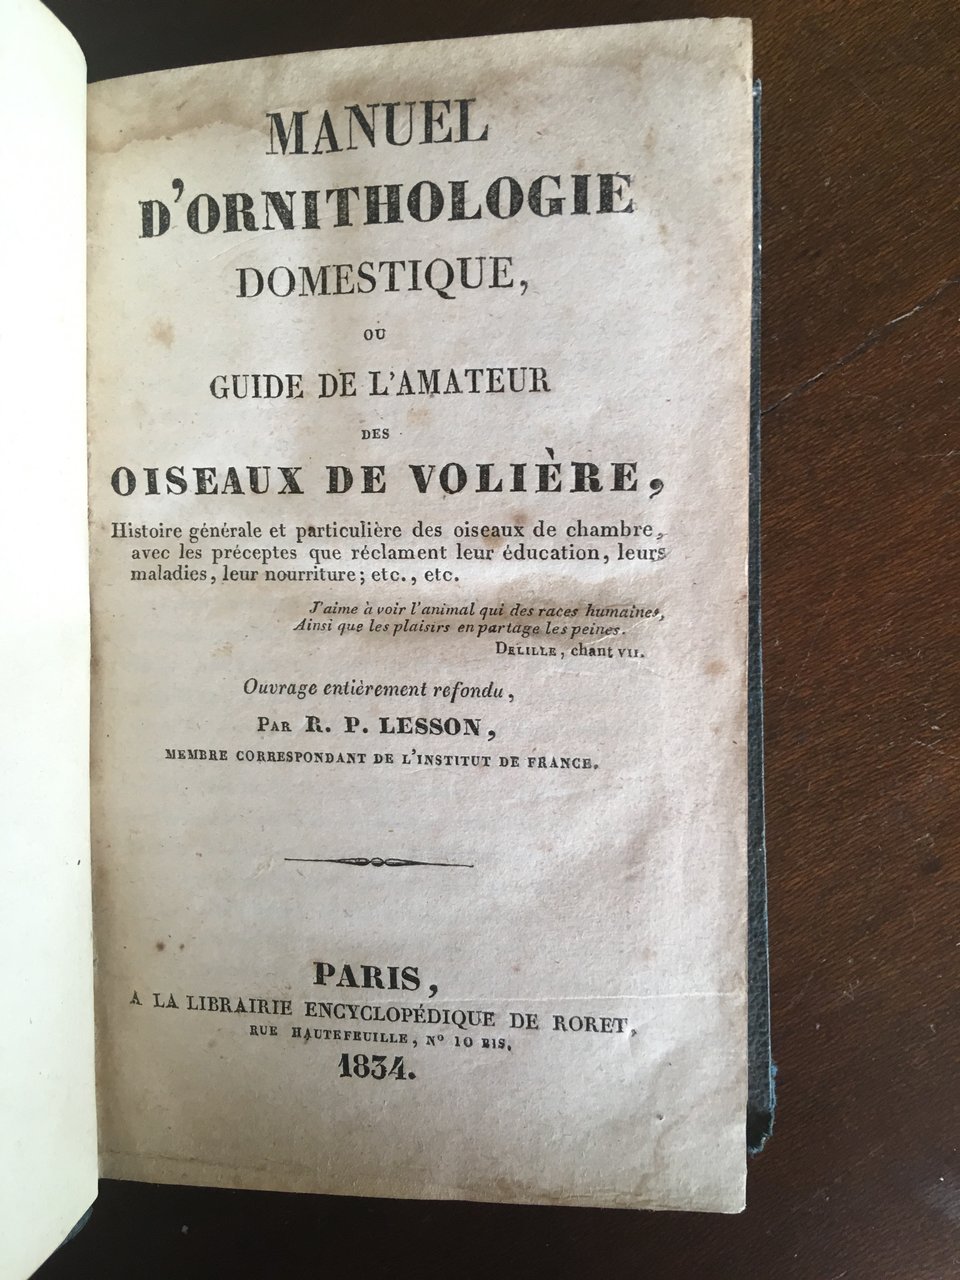 MANUEL
D'ORNITHOLOGIE
DOMESTIQUE,
OU
GUIDE DE L'AMATEUR
DES
OISEAUX DE VOLIÈRE,
Histoire générale et particulière des oiseaux de chambre,
avec les préceptes que réclament leur éducation, leurs
maladies, leur nourriture; etc., etc.
J'aime à voir l'animal qui des races humaines,
Ainsi que les plaisirs en partage les peines.
DELILLE, chant VII.
Ouvrage entièrement refondu,
PAR R. P. LESSON,
MEMBRE CORRESPONDANT DE L'INSTITUT DE FRANCE.
PARIS,
A LA LIBRAIRIE ENCYCLOPÉDIQUE DE RORET,
RUE HAUTEFEUILLE, Nº 10 BIS.
1834.